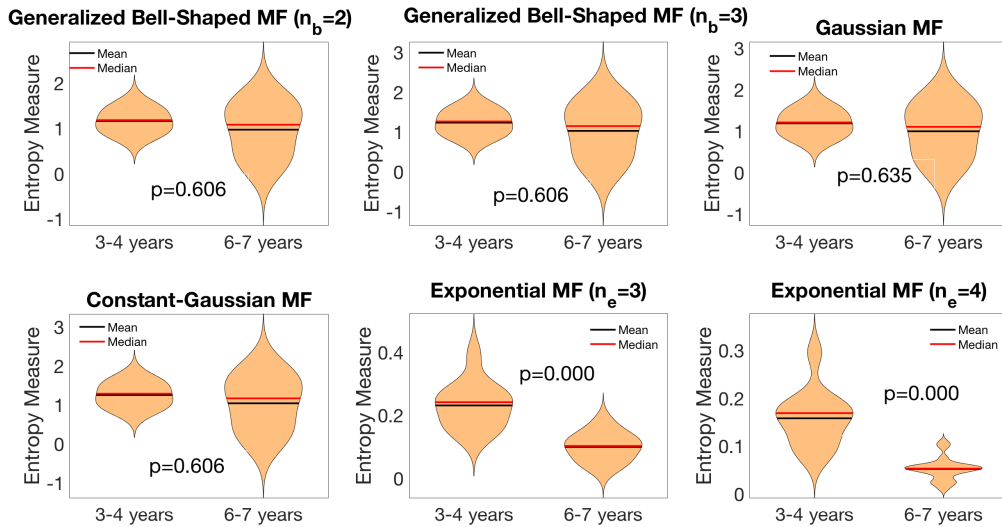 Generalized Bell-Shaped MF (n_b=2)
Entropy Measure
2
1
0
-1
Mean
Median
p=0.606
3-4 years
6-7 years
Generalized Bell-Shaped MF (n_b=3)
Entropy Measure
3
2
1
0
-1
Mean
Median
p=0.606
3-4 years
6-7 years
Gaussian MF
Entropy Measure
3
2
1
0
-1
Mean
Median
p=0.635
3-4 years
6-7 years
Constant-Gaussian MF
Entropy Measure
3
2
1
0
-1
Mean
Median
p=0.606
3-4 years
6-7 years
Exponential MF (n_e=3)
Entropy Measure
0.4
0.2
0
Mean
Median
p=0.000
3-4 years
6-7 years
Exponential MF (n_e=4)
Entropy Measure
0.3
0.2
0.1
0
Mean
Median
p=0.000
3-4 years
6-7 years